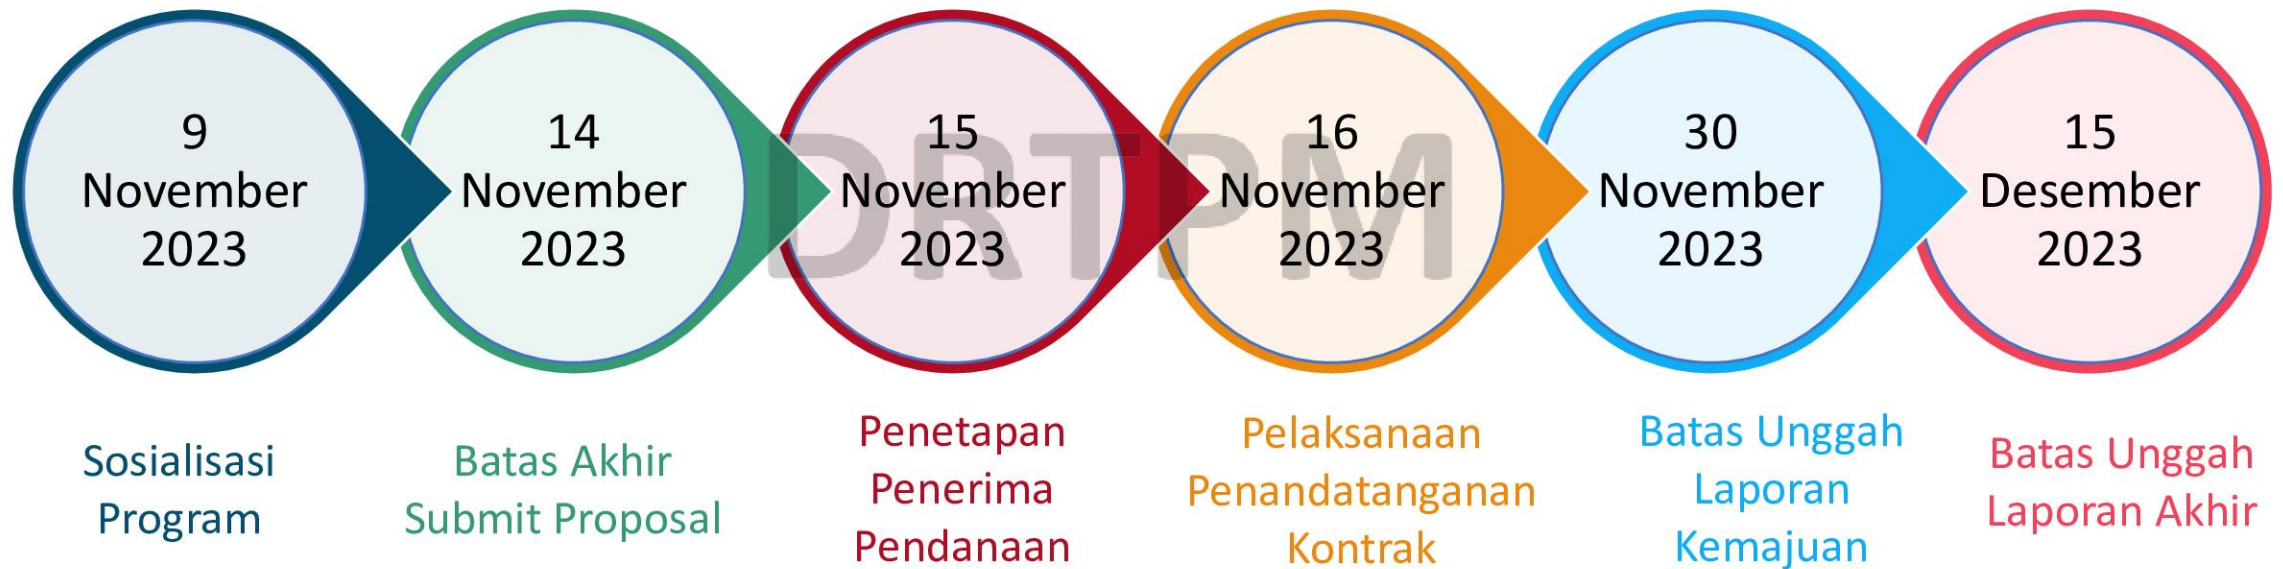 9
November
2023
14
November
2023
15
November
2023
16
November
2023
30
November
2023
15
Desember
2023
DRTPM
Sosialisasi
Program
Batas Akhir
Submit Proposal
Penetapan
Penerima
Pendanaan
Pelaksanaan
Penandatanganan
Kontrak
Batas Unggah
Laporan
Kemajuan
Batas Unggah
Laporan Akhir